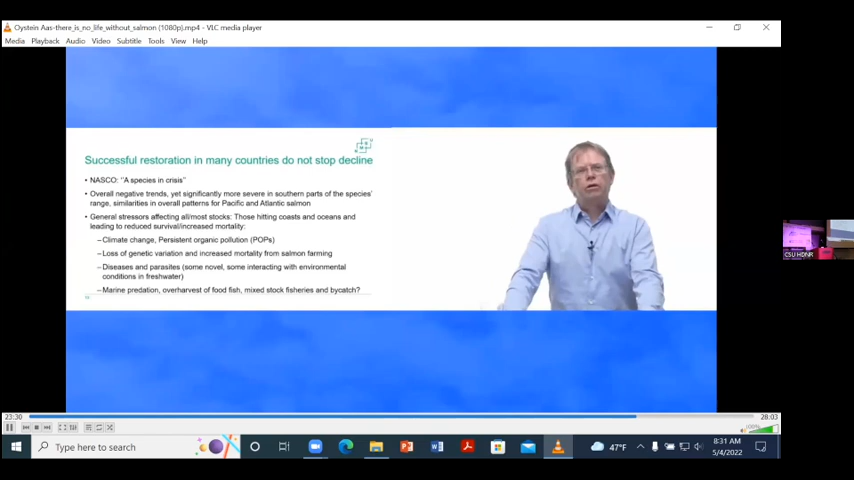 Oystein Aas-there_is_no_life_without_salmon (1080p).mp4 - VLC media player
Media Playback Audio Video Subtitle Tools View Help
Successful restoration in many countries do not stop decline
• NASCO: “A species in crisis”
• Overall negative trends, yet significantly more severe in southern parts of the species’
range, similarities in overall patterns for Pacific and Atlantic salmon
• General stressors affecting all/most stocks: Those hitting coasts and oceans and
leading to reduced survival/increased mortality:
–Climate change, Persistent organic pollution (POPs)
–Loss of genetic variation and increased mortality from salmon farming
–Diseases and parasites (some novel, some interacting with environmental
conditions in freshwater)
–Marine predation, overharvest of food fish, mixed stock fisheries and bycatch?
CSU HDNR
23:30
28:03
100%
Type here to search
47°F
8:31 AM
5/4/2022